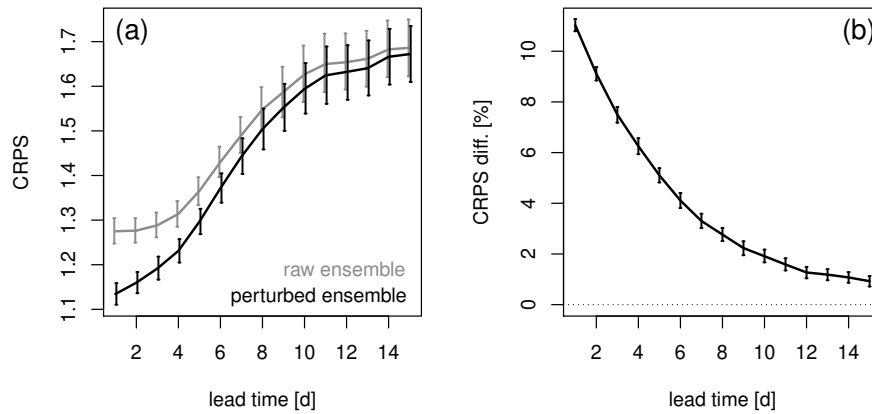 (a)
CRPS
1.7
1.6
1.5
1.4
1.3
1.2
1.1
raw ensemble
perturbed ensemble
2 4 6 8 10 12 14
lead time [d]
(b)
CRPS diff. [%]
10
8
6
4
2
0
2 4 6 8 10 12 14
lead time [d]